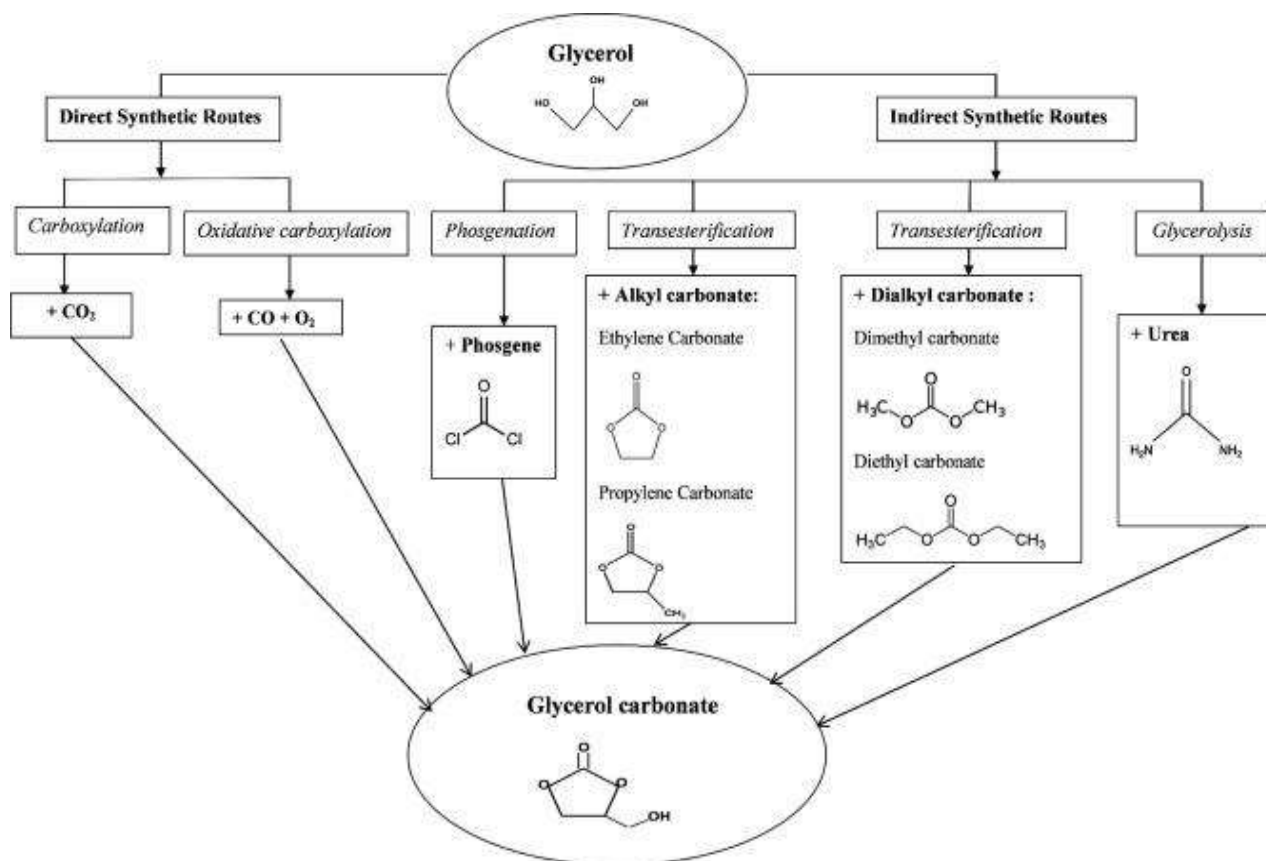 Glycerol
OH
HO
OH
Direct Synthetic Routes
Indirect Synthetic Routes
Carboxylation
Oxidative carboxylation
Phosgenation
Transesterification
Transesterification
Glycerolysis
+ CO₂
+ CO + O₂
+ Phosgene
O
Cl
Cl
+ Alkyl carbonate:
Ethylene Carbonate
O
O
O
Propylene Carbonate
O
O
O
CH₃
+ Dialkyl carbonate :
Dimethyl carbonate
O
H₃C
O
O
CH₃
Diethyl carbonate
O
H₃C
O
O
CH₃
+ Urea
O
H₂N
NH₂
Glycerol carbonate
O
O
O
OH